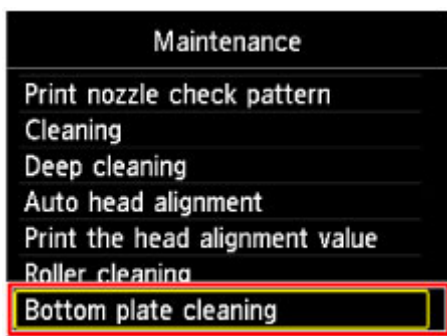 Maintenance
Print nozzle check pattern
Cleaning
Deep cleaning
Auto head alignment
Print the head alignment value
Roller cleaning
Bottom plate cleaning